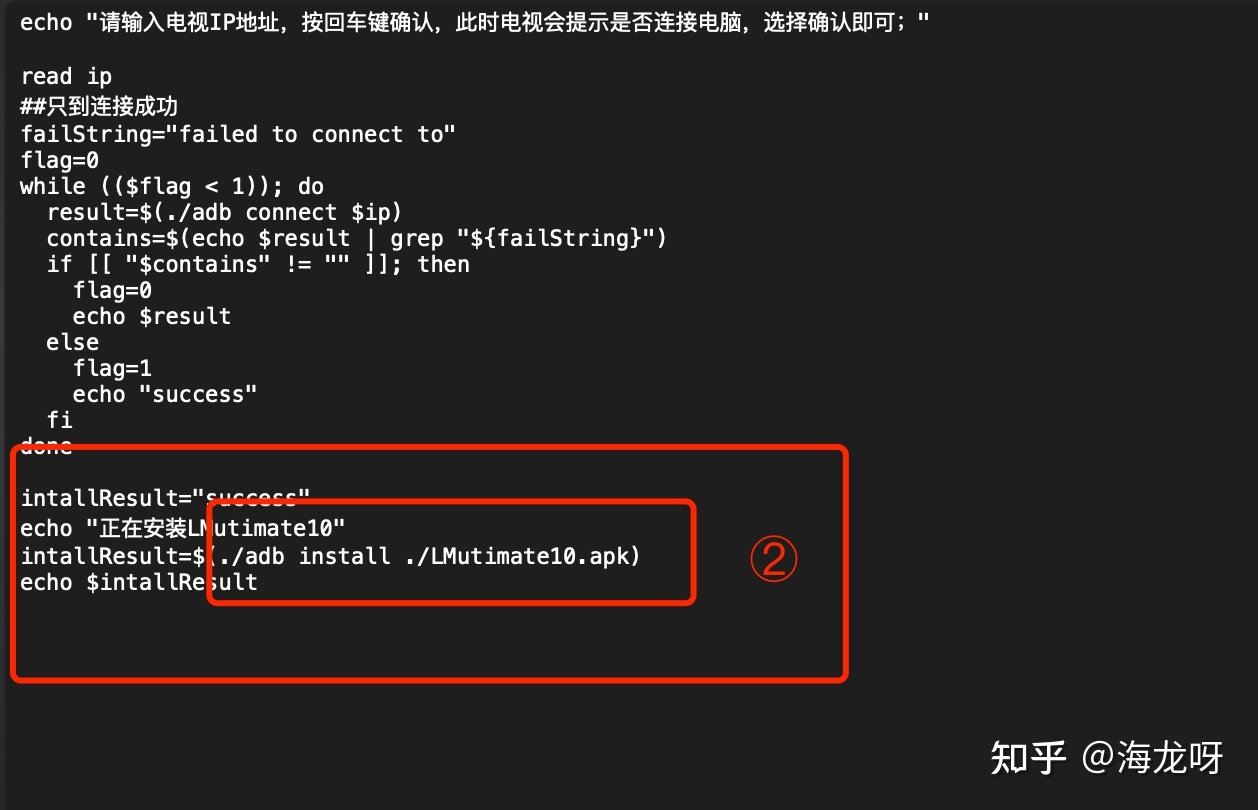 echo "请输入电视IP地址，按回车键确认，此时电视会提示是否连接电脑，选择确认即可；"
read ip
##只到连接成功
failString="failed to connect to"
flag=0
while (($flag < 1)); do
result=$(./adb connect $ip)
contains=$(echo $result | grep "${failString}")
if [[ "$contains" != "" ]]; then
flag=0
echo $result
else
flag=1
echo "success"
fi
done
intallResult="success"
echo "正在安装LMutimate10"
intallResult=$(./adb install ./LMutimate10.apk)
echo $intallResult
②
知乎 @海龙呀